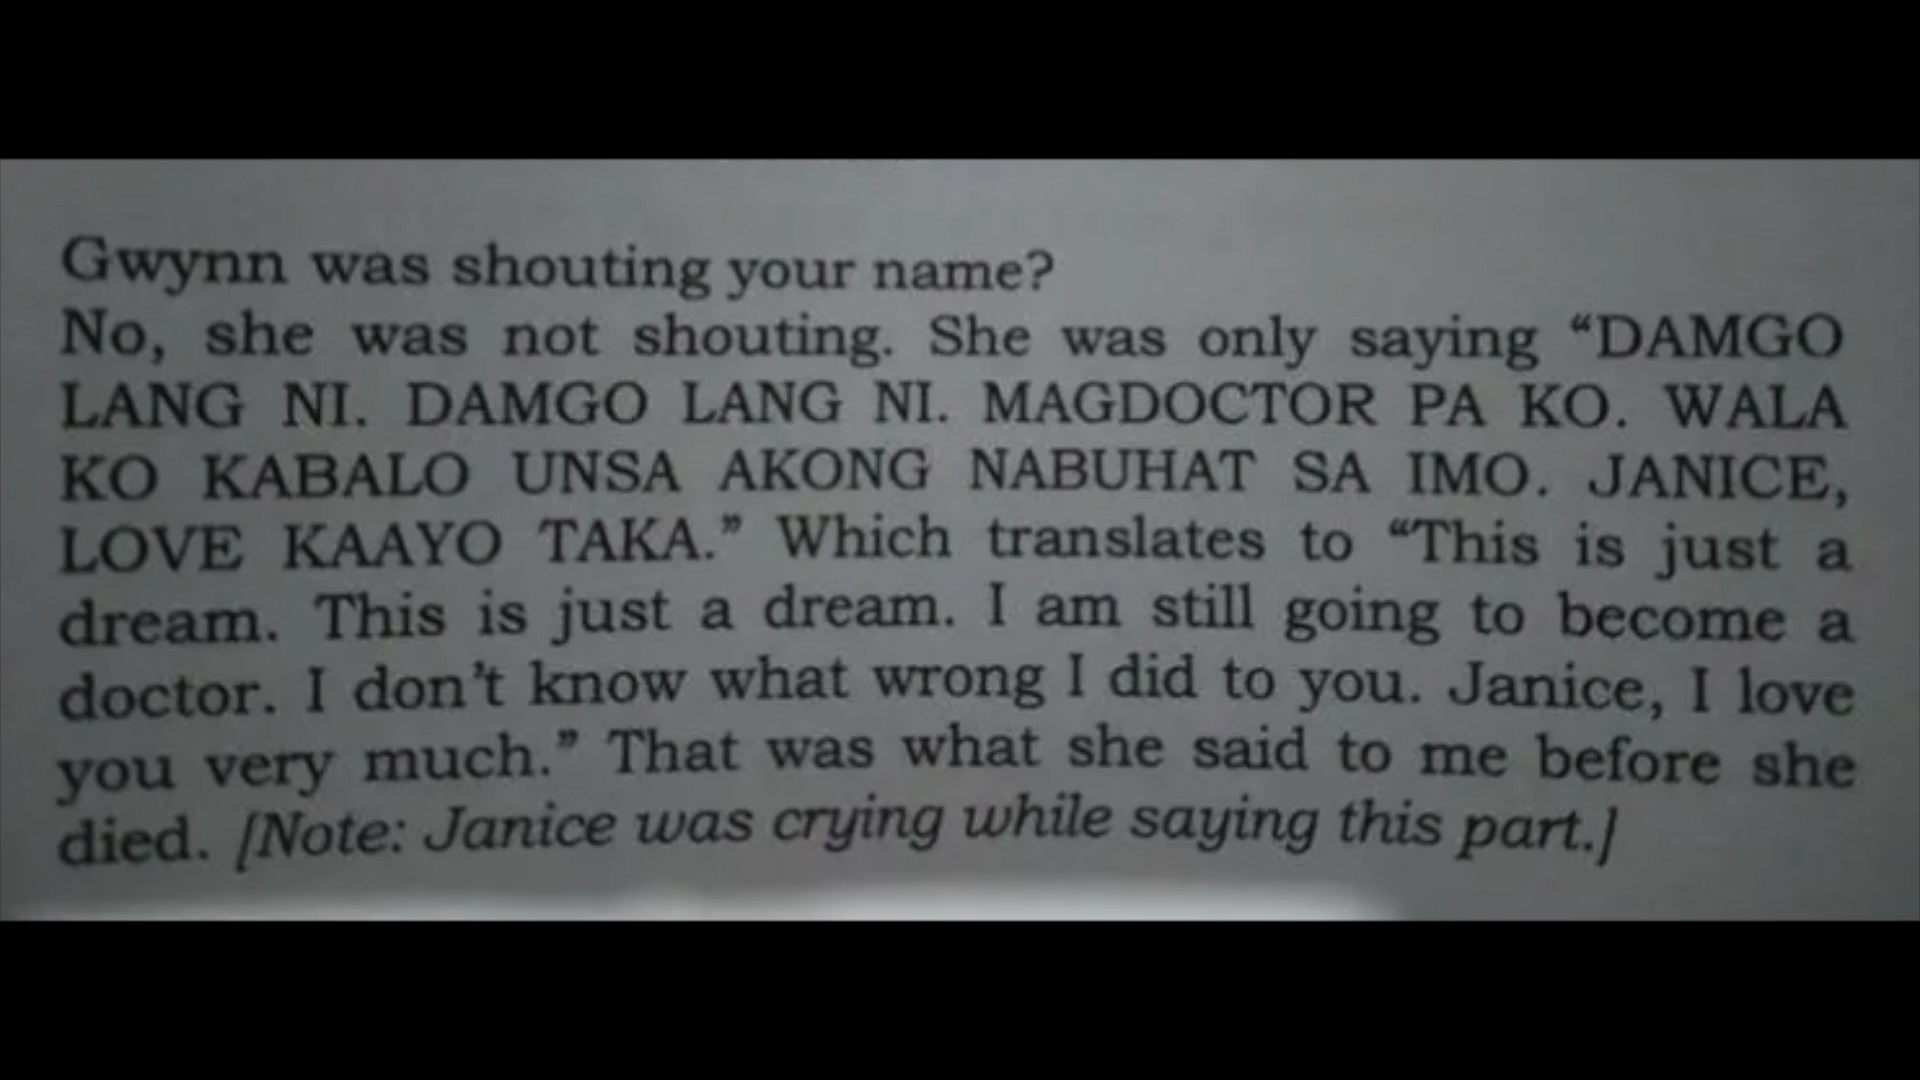 Gwynn was shouting your name?
No, she was not shouting. She was only saying “DAMGO
LANG NI. DAMGO LANG NI. MAGDOCTOR PA KO. WALA
KO KABALO UNSA AKONG NABUHAT SA IMO. JANICE,
LOVE KAAYO TAKA.” Which translates to “This is just a
dream. This is just a dream. I am still going to become a
doctor. I don’t know what wrong I did to you. Janice, I love
you very much.” That was what she said to me before she
died. [Note: Janice was crying while saying this part.]